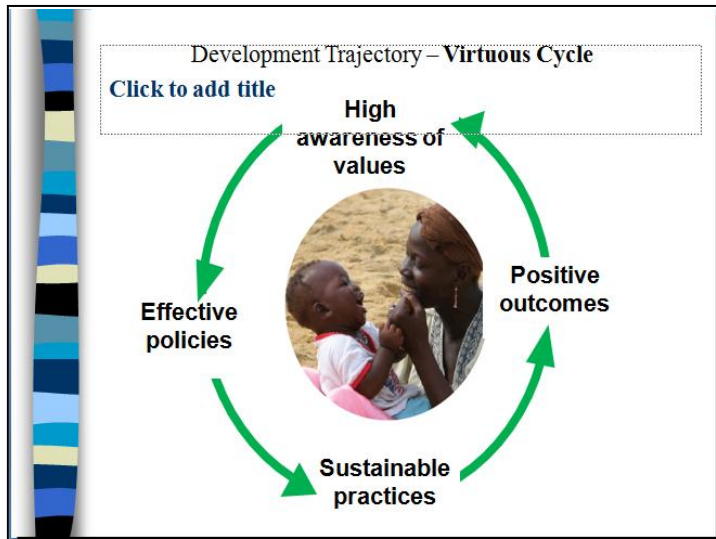 Development Trajectory – Virtuous Cycle
Click to add title
High
awareness of
values
Effective
policies
Positive
outcomes
Sustainable
practices